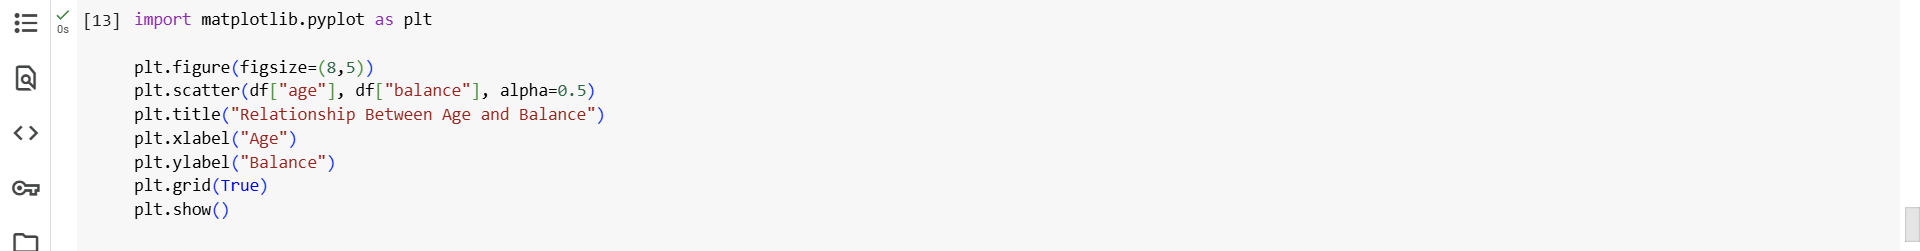 [13] import matplotlib.pyplot as plt
0s
plt.figure(figsize=(8,5))
plt.scatter(df["age"], df["balance"], alpha=0.5)
plt.title("Relationship Between Age and Balance")
plt.xlabel("Age")
plt.ylabel("Balance")
plt.grid(True)
plt.show()